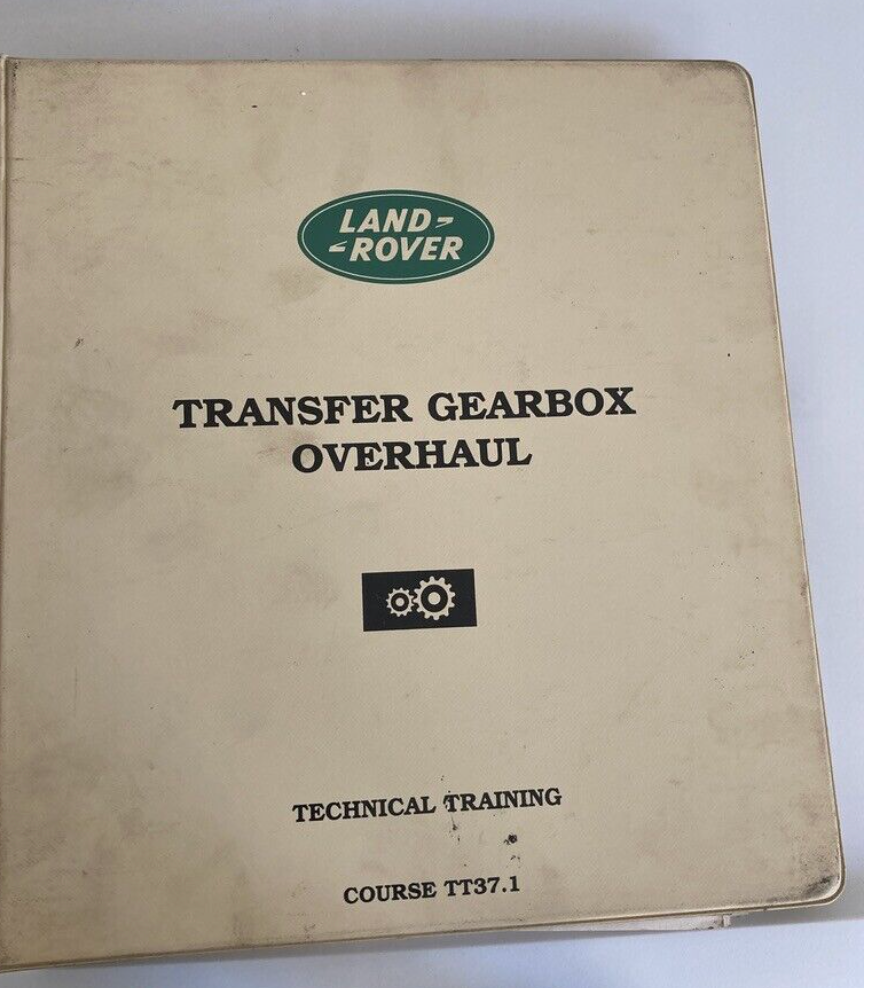 LAND-
-ROVER
TRANSFER GEARBOX
OVERHAUL
TECHNICAL TRAINING
COURSE TT37.1